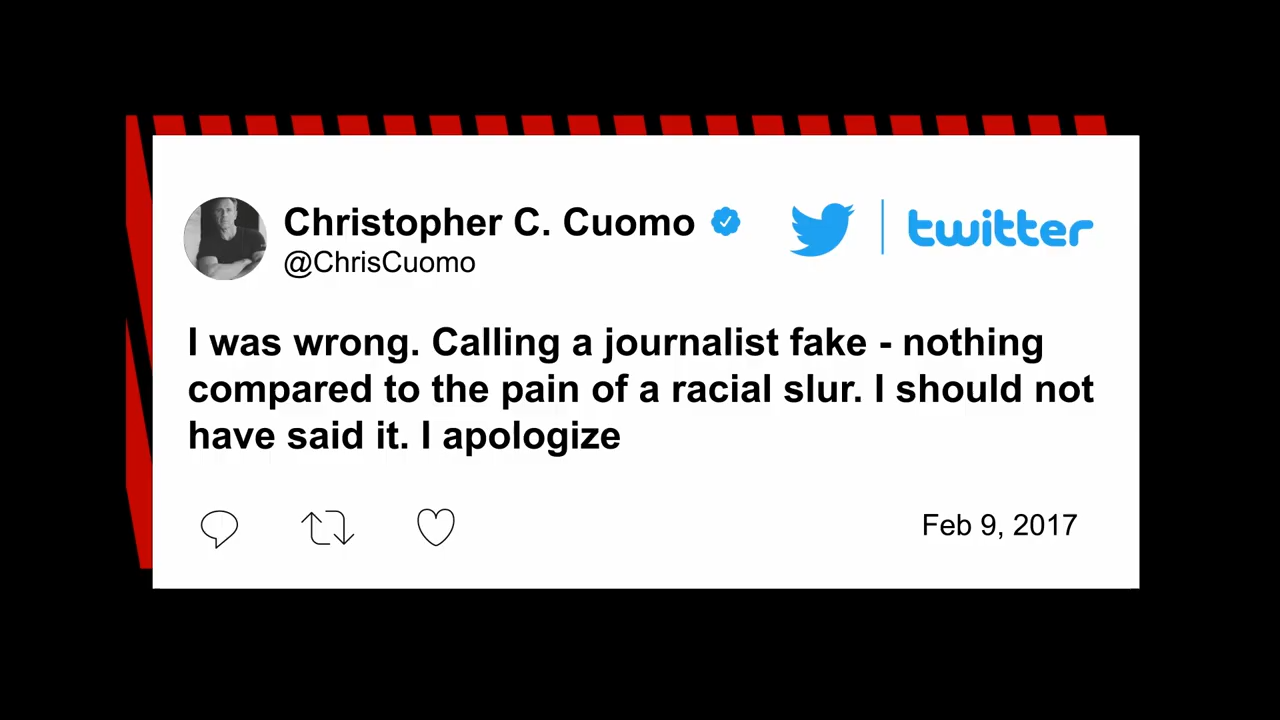 Christopher C. Cuomo
twitter
@ChrisCuomo
I was wrong. Calling a journalist fake - nothing
compared to the pain of a racial slur. I should not
have said it. I apologize
Feb 9, 2017